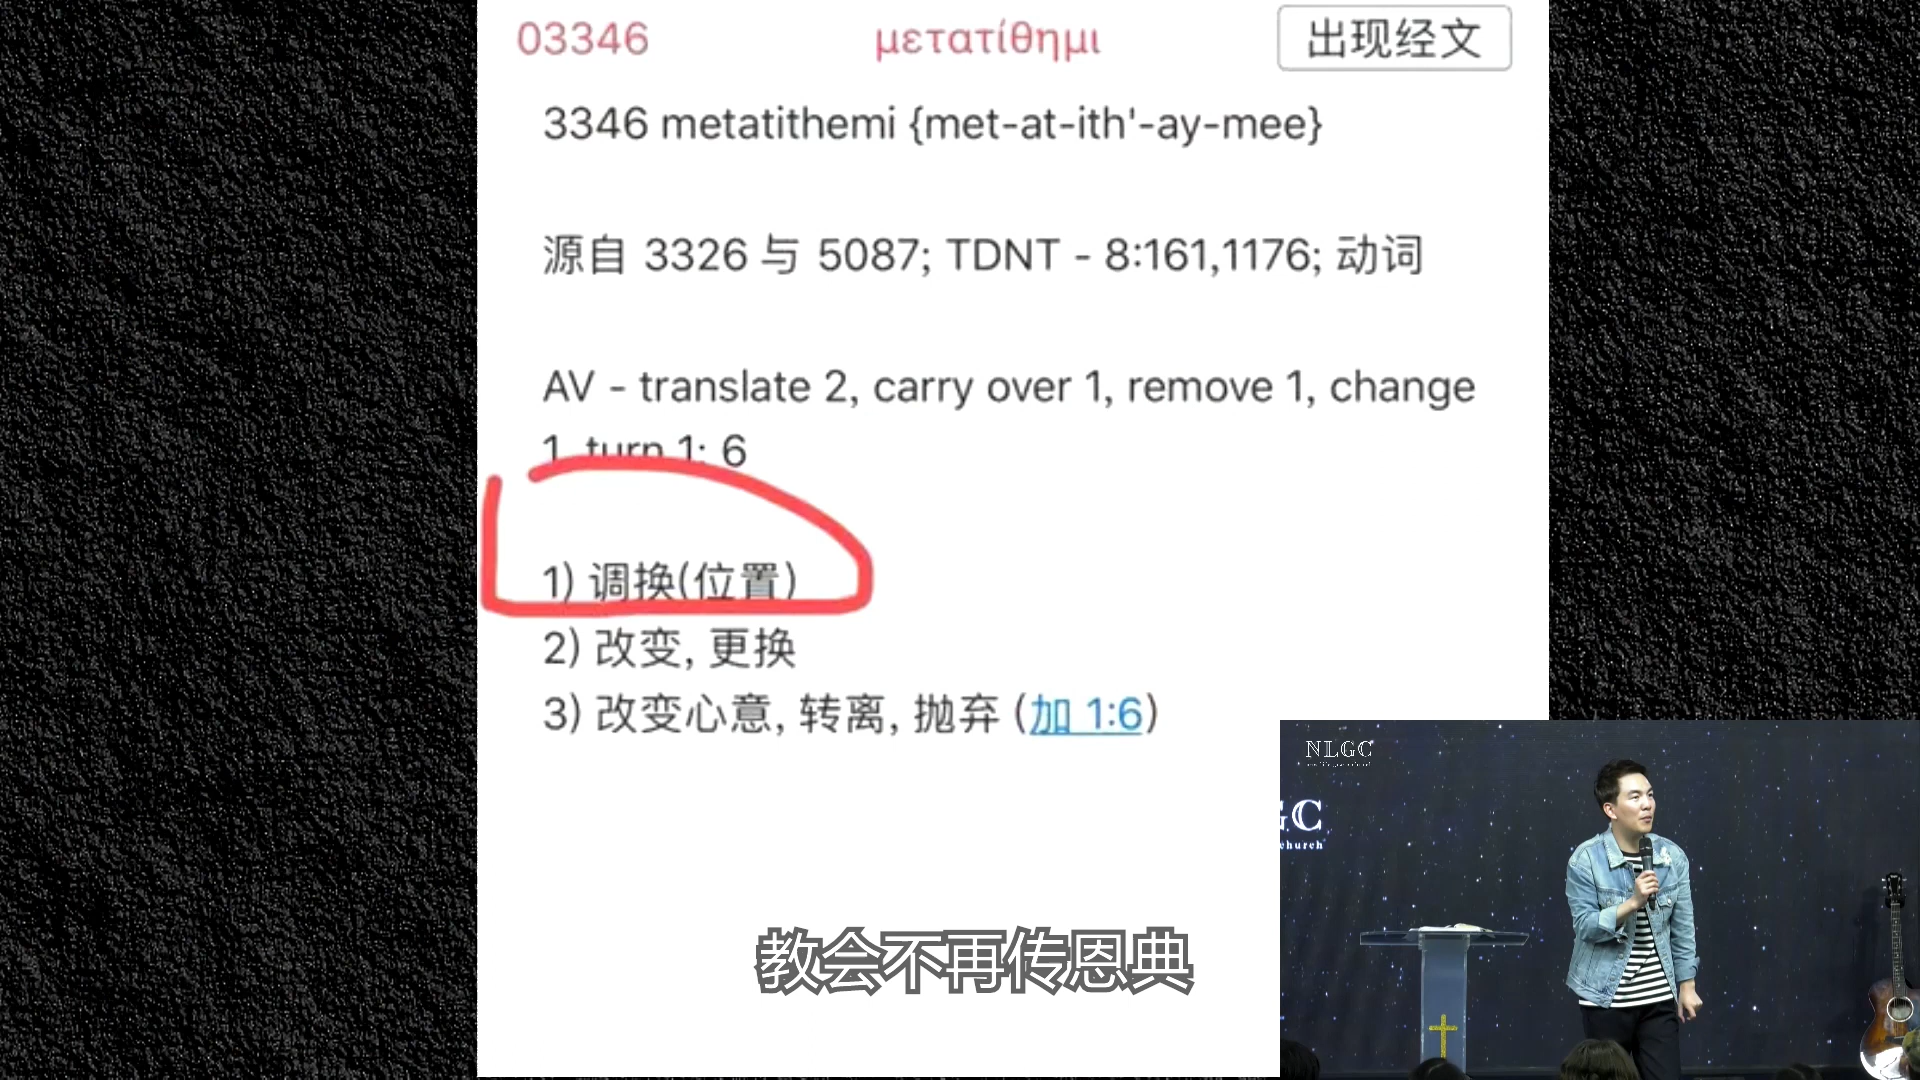 03346 μετατίθημι 出现经文
3346 metatithemi {met-at-ith'-ay-mee}
源自 3326 与 5087; TDNT - 8:161,1176; 动词
AV - translate 2, carry over 1, remove 1, change
1, turn 1; 6
1) 调换(位置)
2) 改变, 更换
3) 改变心意, 转离, 抛弃 (加 1:6)
NLGC
GC
church
教会不再传恩典